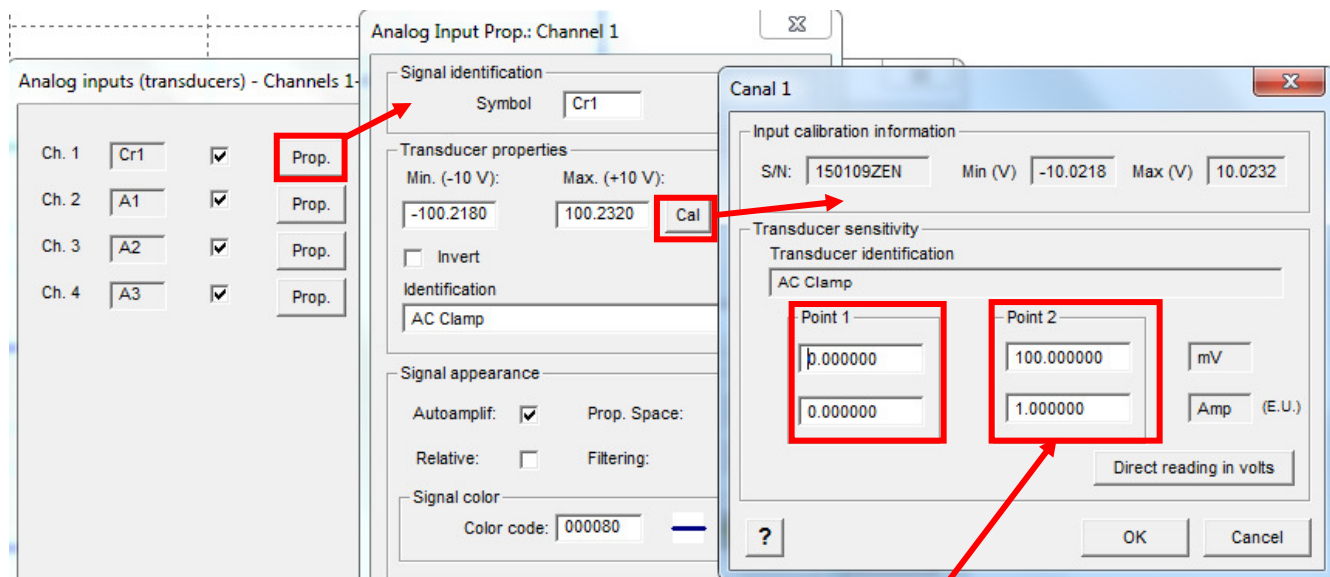 Analog inputs (transducers) - Channels 1-
Ch. 1 Cr1 Prop.
Ch. 2 A1 Prop.
Ch. 3 A2 Prop.
Ch. 4 A3 Prop.
Analog Input Prop.: Channel 1
Signal identification
Symbol Cr1
Transducer properties
Min. (-10 V): Max. (+10 V):
-100.2180 100.2320 Cal
Invert
Identification
AC Clamp
Signal appearance
Autoamplif: Prop. Space:
Relative: Filtering:
Signal color
Color code: 000080
Canal 1
Input calibration information
S/N: 150109ZEN Min (V) -10.0218 Max (V) 10.0232
Transducer sensitivity
Transducer identification
AC Clamp
Point 1 Point 2
0.000000 100.000000 mV
0.000000 1.000000 Amp (E.U.)
Direct reading in volts
? OK Cancel